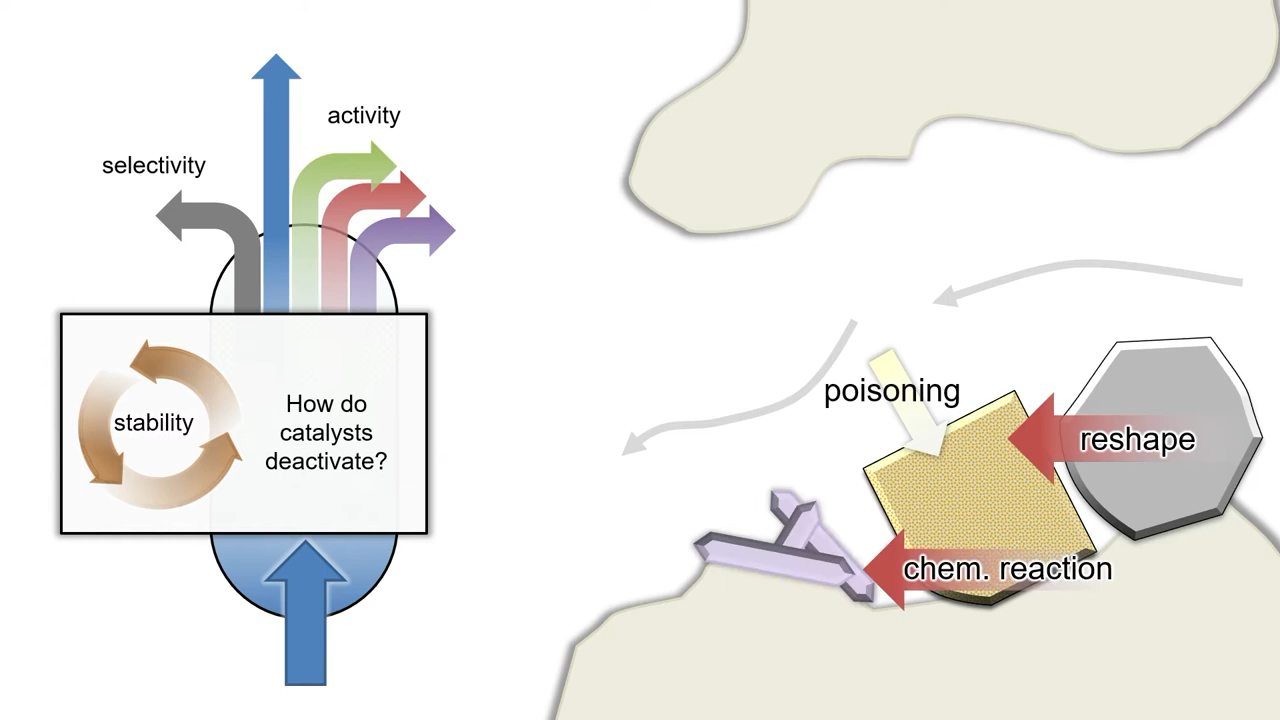 activity
selectivity
stability
How do
catalysts
deactivate?
poisoning
reshape
chem. reaction